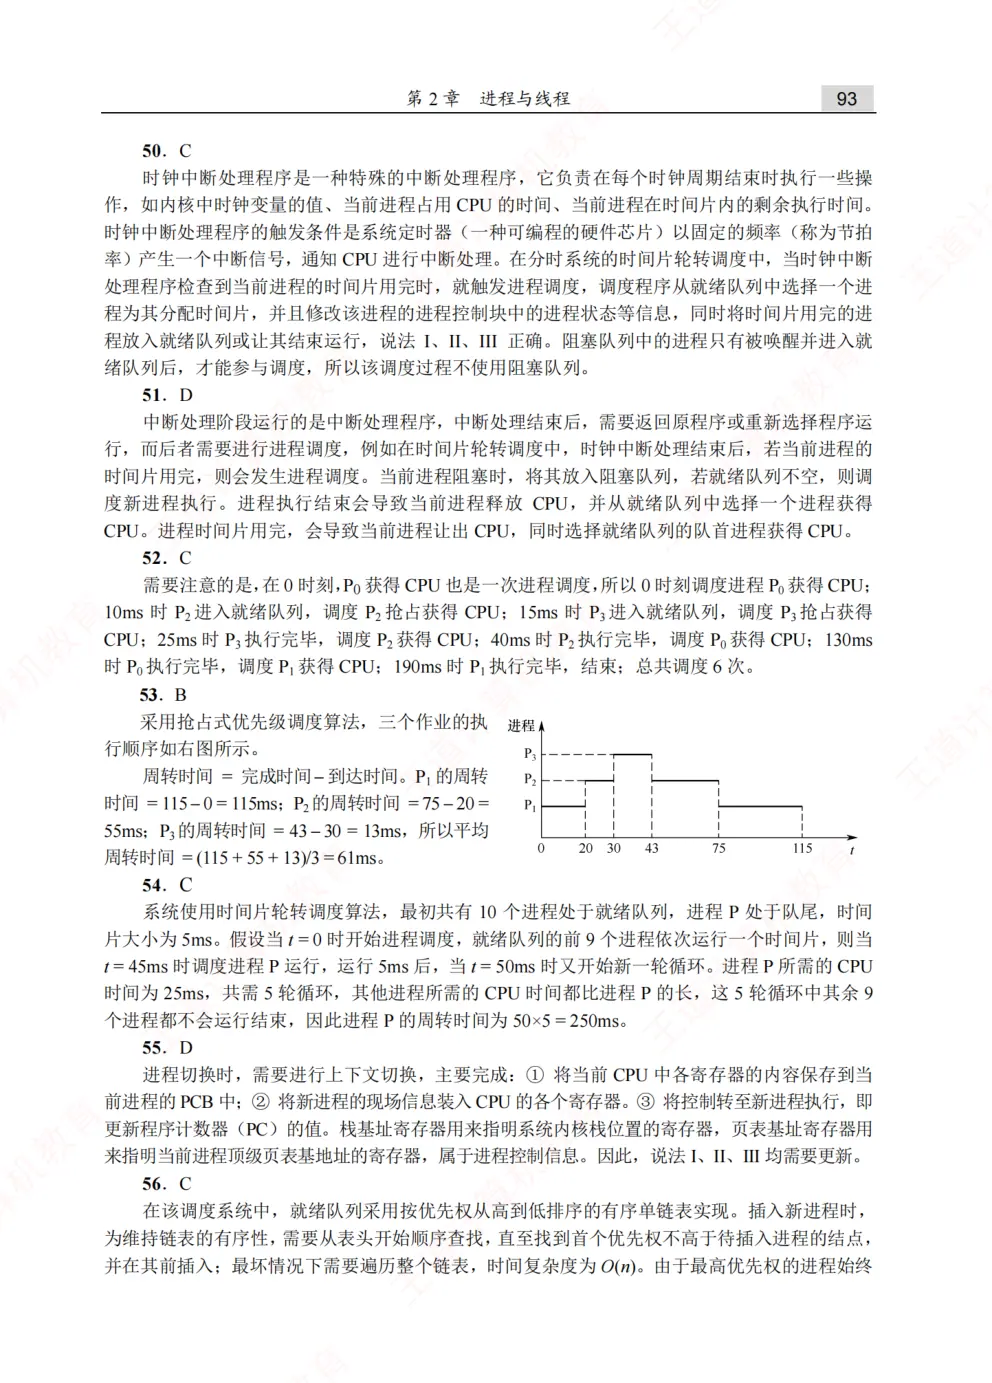 第 2 章　进程与线程
93
50．C
时钟中断处理程序是一种特殊的中断处理程序，它负责在每个时钟周期结束时执行一些操
作，如内核中时钟变量的值、当前进程占用 CPU 的时间、当前进程在时间片内的剩余执行时间。
时钟中断处理程序的触发条件是系统定时器（一种可编程的硬件芯片）以固定的频率（称为节拍
率）产生一个中断信号，通知 CPU 进行中断处理。在分时系统的时间片轮转调度中，当时钟中断
处理程序检查到当前进程的时间片用完时，就触发进程调度，调度程序从就绪队列中选择一个进
程为其分配时间片，并且修改该进程的进程控制块中的进程状态等信息，同时将时间片用完的进
程放入就绪队列或让其结束运行，说法 I、II、III 正确。阻塞队列中的进程只有被唤醒并进入就
绪队列后，才能参与调度，所以该调度过程不使用阻塞队列。
51．D
中断处理阶段运行的是中断处理程序，中断处理结束后，需要返回原程序或重新选择程序运
行，而后者需要进行进程调度，例如在时间片轮转调度中，时钟中断处理结束后，若当前进程的
时间片用完，则会发生进程调度。当前进程阻塞时，将其放入阻塞队列，若就绪队列不空，则调
度新进程执行。进程执行结束会导致当前进程释放 CPU，并从就绪队列中选择一个进程获得
CPU。进程时间片用完，会导致当前进程让出 CPU，同时选择就绪队列的队首进程获得 CPU。
52．C
需要注意的是，在 0 时刻，P0 获得 CPU 也是一次进程调度，所以 0 时刻调度进程 P0 获得 CPU；
10ms 时 P2 进入就绪队列，调度 P2 抢占获得 CPU；15ms 时 P3 进入就绪队列，调度 P3 抢占获得
CPU；25ms 时 P3 执行完毕，调度 P2 获得 CPU；40ms 时 P2 执行完毕，调度 P0 获得 CPU；130ms
时 P0 执行完毕，调度 P1 获得 CPU；190ms 时 P1 执行完毕，结束；总共调度 6 次。
53．B
采用抢占式优先级调度算法，三个作业的执
行顺序如右图所示。
周转时间 = 完成时间 – 到达时间。P1 的周转
时间 = 115 – 0 = 115ms；P2 的周转时间 = 75 – 20 =
55ms；P3 的周转时间 = 43 – 30 = 13ms，所以平均
周转时间 = (115 + 55 + 13)/3 = 61ms。
进程
P3
P2
P1
0 20 30 43 75 115 t
54．C
系统使用时间片轮转调度算法，最初共有 10 个进程处于就绪队列，进程 P 处于队尾，时间
片大小为 5ms。假设当 t = 0 时开始进程调度，就绪队列的前 9 个进程依次运行一个时间片，则当
t = 45ms 时调度进程 P 运行，运行 5ms 后，当 t = 50ms 时又开始新一轮循环。进程 P 所需的 CPU
时间为 25ms，共需 5 轮循环，其他进程所需的 CPU 时间都比进程 P 的长，这 5 轮循环中其余 9
个进程都不会运行结束，因此进程 P 的周转时间为 50×5 = 250ms。
55．D
进程切换时，需要进行上下文切换，主要完成：① 将当前 CPU 中各寄存器的内容保存到当
前进程的 PCB 中；② 将新进程的现场信息装入 CPU 的各个寄存器。③ 将控制转至新进程执行，即
更新程序计数器（PC）的值。栈基址寄存器用来指明系统内核栈位置的寄存器，页表基址寄存器用
来指明当前进程顶级页表基地址的寄存器，属于进程控制信息。因此，说法 I、II、III 均需要更新。
56．C
在该调度系统中，就绪队列采用按优先权从高到低排序的有序单链表实现。插入新进程时，
为维持链表的有序性，需要从表头开始顺序查找，直至找到首个优先权不高于待插入进程的结点，
并在其前插入；最坏情况下需要遍历整个链表，时间复杂度为 O(n)。由于最高优先权的进程始终